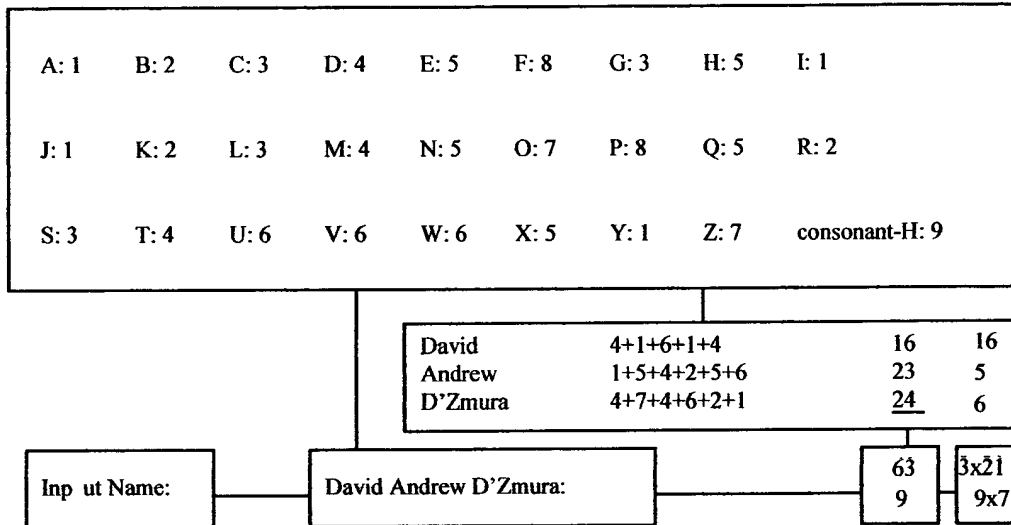 A: 1 B: 2 C: 3 D: 4 E: 5 F: 8 G: 3 H: 5 I: 1
J: 1 K: 2 L: 3 M: 4 N: 5 O: 7 P: 8 Q: 5 R: 2
S: 3 T: 4 U: 6 V: 6 W: 6 X: 5 Y: 1 Z: 7 consonant-H: 9
David 4+1+6+1+4 16 16
Andrew 1+5+4+2+5+6 23 5
D'Zmura 4+7+4+6+2+1 24 6
Inp ut Name: David Andrew D'Zmura: 63 3x21
9 9x7